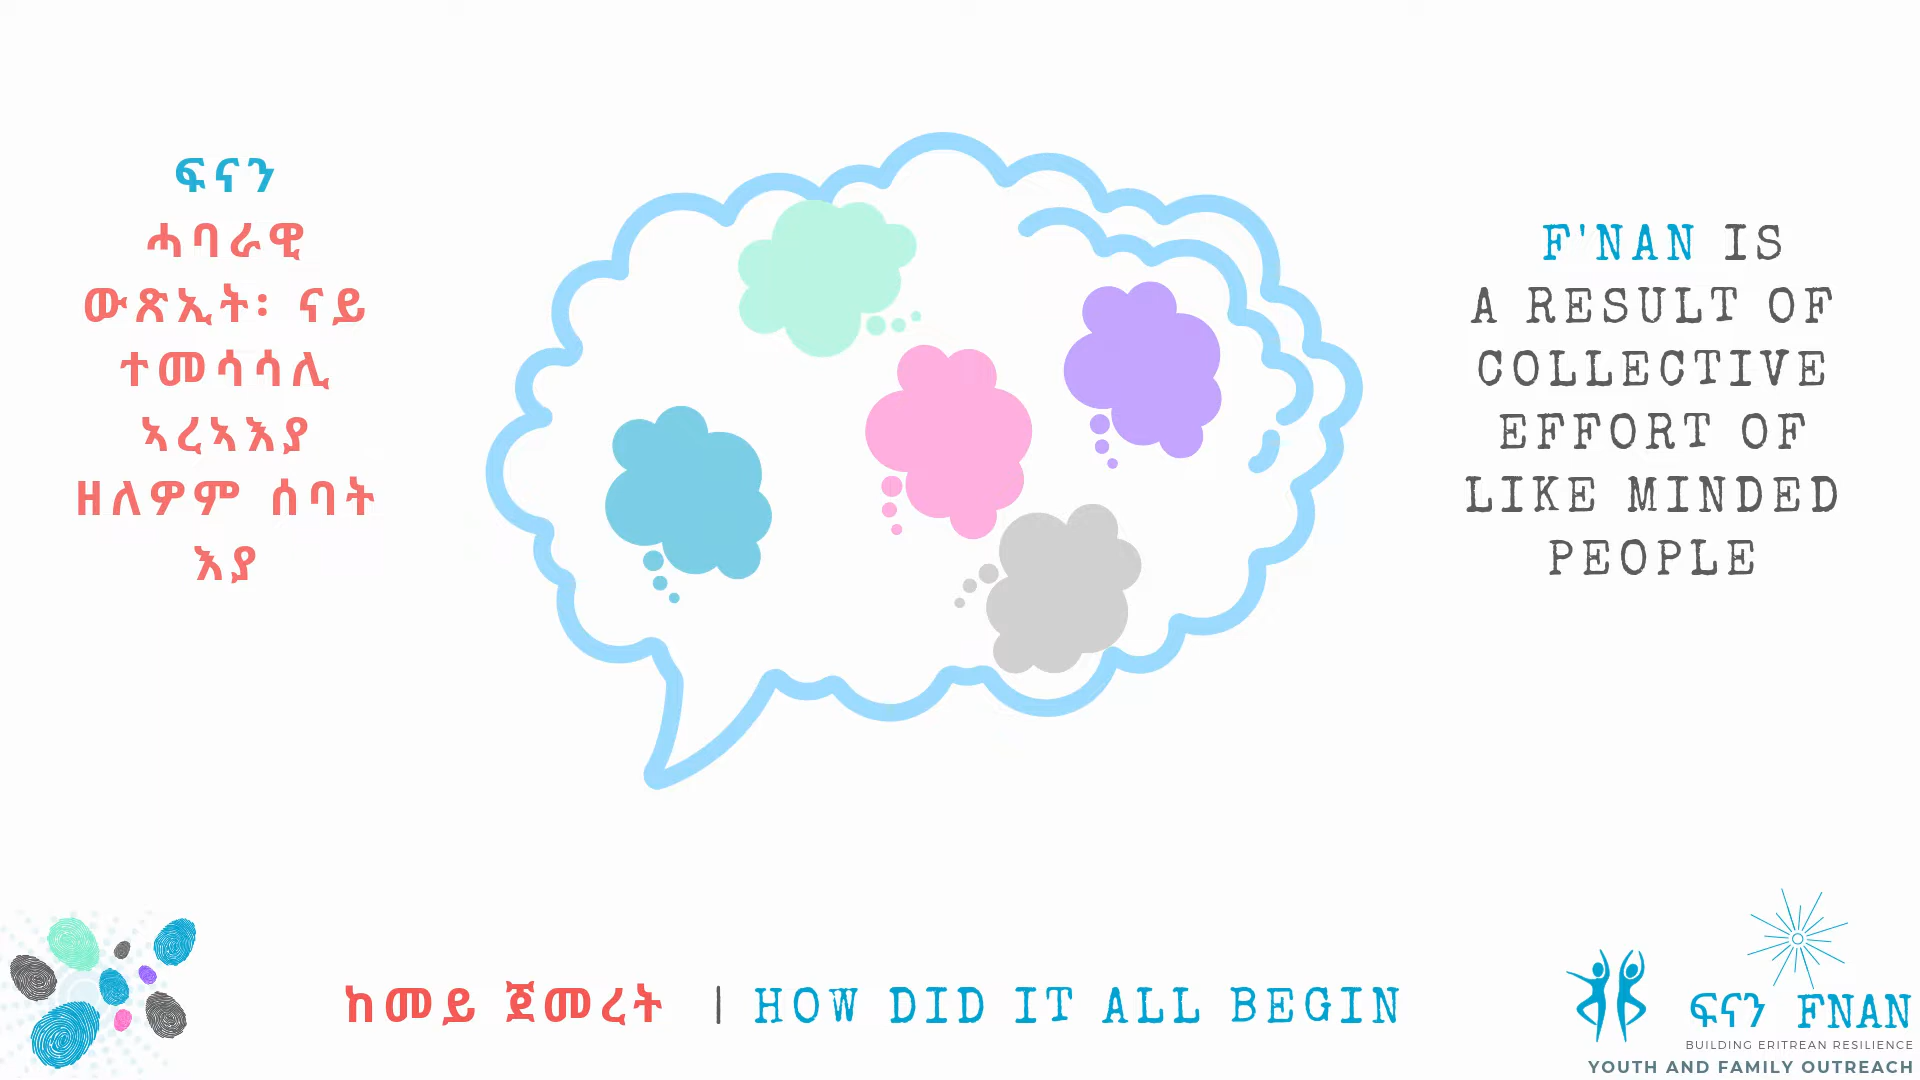 ፍናን
ሓባራዊ
ውጽኢት፡ ናይ
ተመሳሳሊ
ኣረኣእያ
ዘለዎም ሰባት
እያ
F'NAN IS
A RESULT OF
COLLECTIVE
EFFORT OF
LIKE MINDED
PEOPLE
ከመይ ጀመረት | HOW DID IT ALL BEGIN
ፍናን FNAN
BUILDING ERITREAN RESILIENCE
YOUTH AND FAMILY OUTREACH